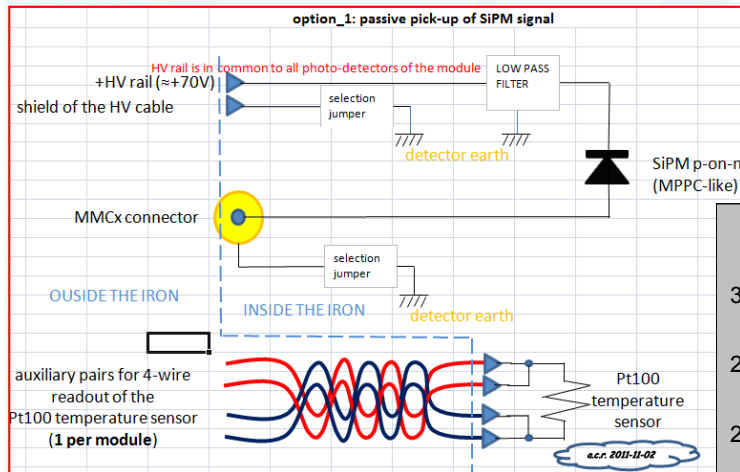 option_1: passive pick-up of SiPM signal
HV rail is in common to all photo-detectors of the module
+HV rail (≈+70V)
LOW PASS
FILTER
shield of the HV cable
selection
jumper
detector earth
SiPM p-on-n
(MPPC-like)
MMCx connector
selection
jumper
OUSIDE THE IRON
INSIDE THE IRON
detector earth
3
auxiliary pairs for 4-wire
readout of the
Pt100 temperature sensor
(1 per module)
2
Pt100
temperature
sensor
2
a.c.r. 2011-11-02